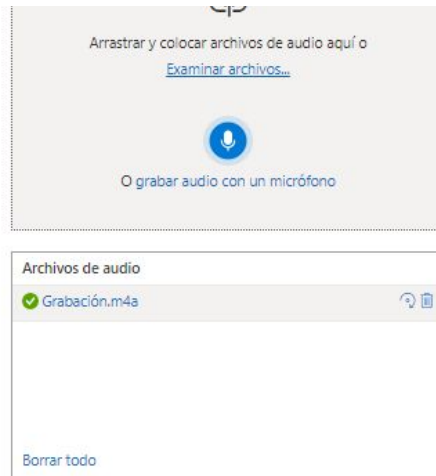 Arrastrar y colocar archivos de audio aquí o
Examinar archivos...
O grabar audio con un micrófono
Archivos de audio
Grabación.m4a
Borrar todo